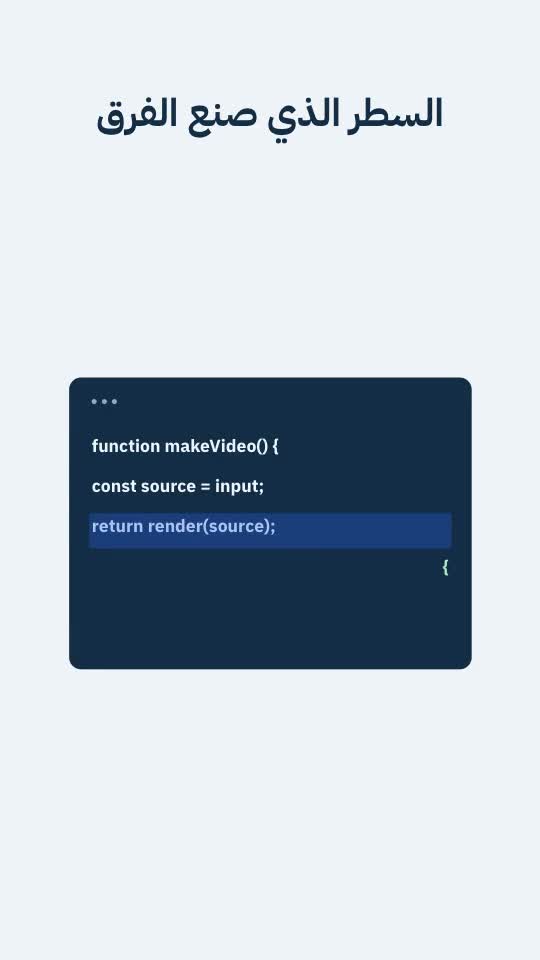 السطر الذي صنع الفرق
function makeVideo() {
const source = input;
return render(source);
{